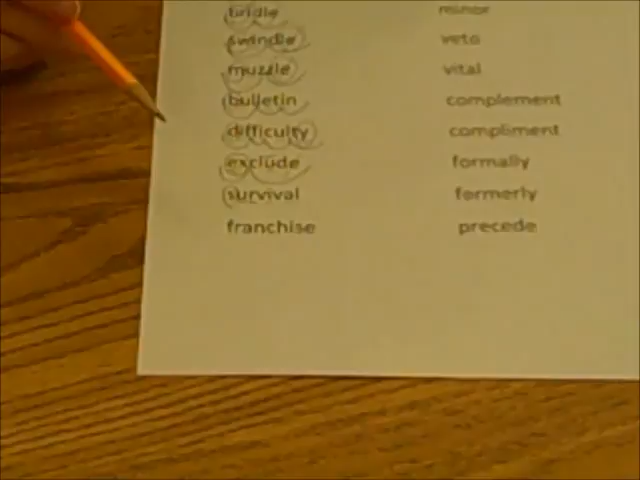 bridle minor
swindle veto
muzzle vital
bulletin complement
difficulty compliment
exclude formally
survival formerly
franchise precede